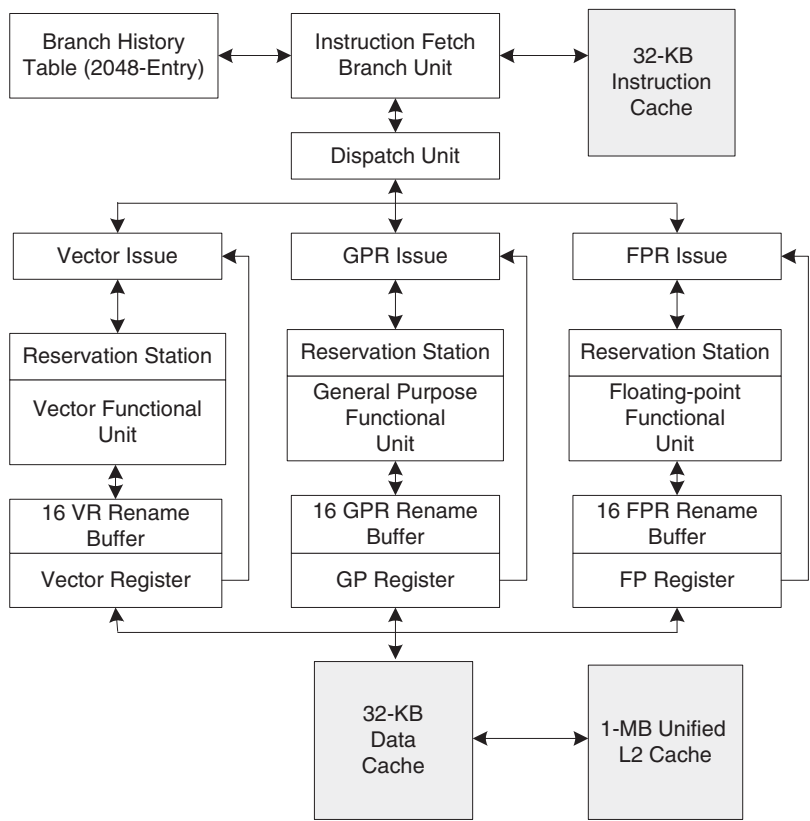 Branch History
Table (2048-Entry)
Instruction Fetch
Branch Unit
32-KB
Instruction
Cache
Dispatch Unit
Vector Issue
GPR Issue
FPR Issue
Reservation Station
Vector Functional
Unit
Reservation Station
General Purpose
Functional
Unit
Reservation Station
Floating-point
Functional
Unit
16 VR Rename
Buffer
Vector Register
16 GPR Rename
Buffer
GP Register
16 FPR Rename
Buffer
FP Register
32-KB
Data
Cache
1-MB Unified
L2 Cache